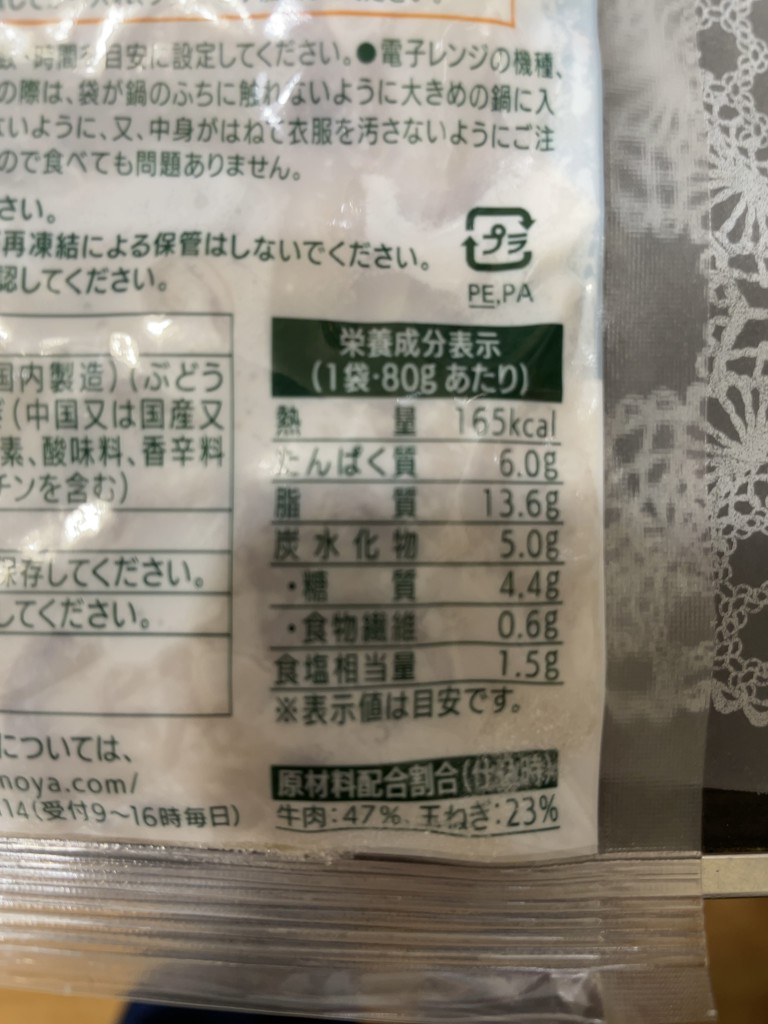 時間を目安に設定してください。●電子レンジの機種、
の際は、袋が鍋のふちに触れないように大きめの鍋に入
ないように、又、中身がはねて衣服を汚さないようにご注
ので食べても問題ありません。
さい。
再凍結による保管はしないでください。
認してください。
プラ
PE,PA
国内製造)(ぶどう
(中国又は国産又
素、酸味料、香辛料
チンを含む)
保存してください。
してください。
については、
noya.com/
14(受付9〜16時毎日)
栄養成分表示
(1袋・80gあたり)
熱量 165kcal
たんぱく質 6.0g
脂質 13.6g
炭水化物 5.0g
・糖質 4.4g
・食物繊維 0.6g
食塩相当量 1.5g
※表示値は目安です。
原材料配合割合(仕込時)
牛肉:47%、玉ねぎ:23%